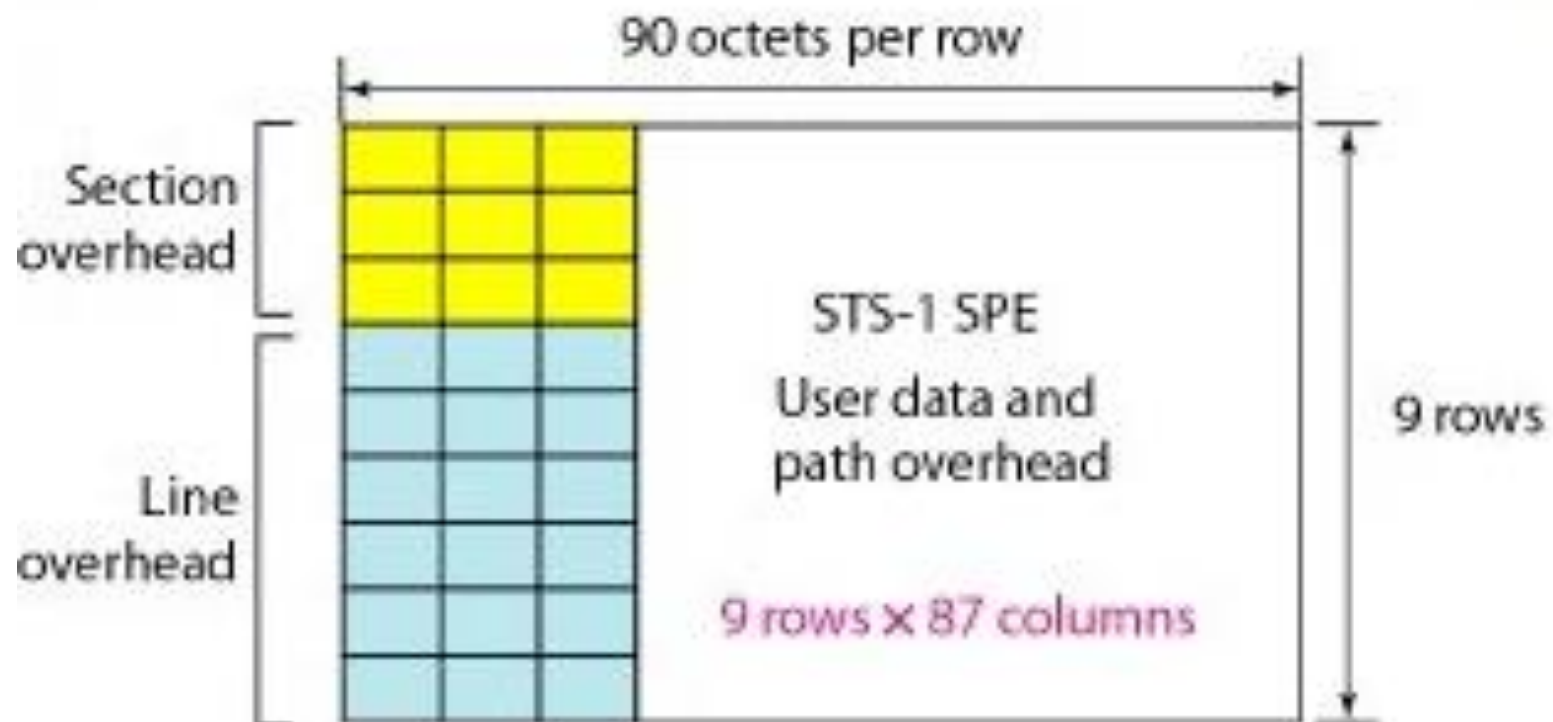 90 octets per row
Section
overhead
STS-1 SPE
User data and
path overhead
9 rows
Line
overhead
9 rows x 87 columns